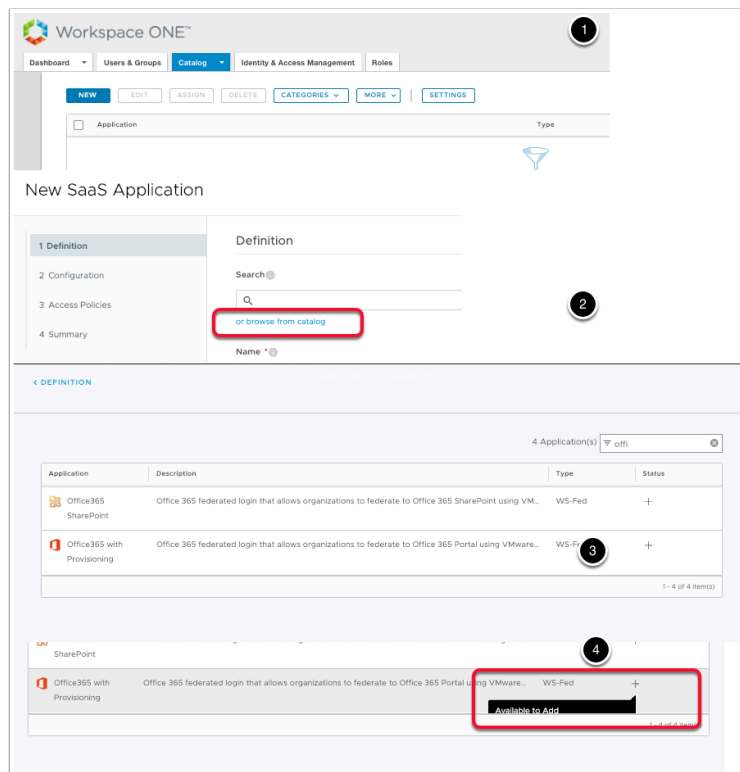 Workspace ONE™
1
Dashboard Users & Groups Catalog Identity & Access Management Roles
NEW EDIT ASSIGN DELETE CATEGORIES MORE SETTINGS
Application Type
New SaaS Application
1 Definition
2 Configuration
3 Access Policies
4 Summary
Definition
Search
or browse from catalog
Name *
2
< DEFINITION
4 Application(s) offi
Application Description Type Status
Office365 SharePoint
Office 365 federated login that allows organizations to federate to Office 365 SharePoint using VM... WS-Fed +
Office365 with Provisioning
Office 365 federated login that allows organizations to federate to Office 365 Portal using VMware... +
3
1 - 4 of 4 item(s)
4
SharePoint
Office365 with Provisioning
Office 365 federated login that allows organizations to federate to Office 365 Portal using VMware... WS-Fed +
Available to Add
1 - 4 of 4 item(s)